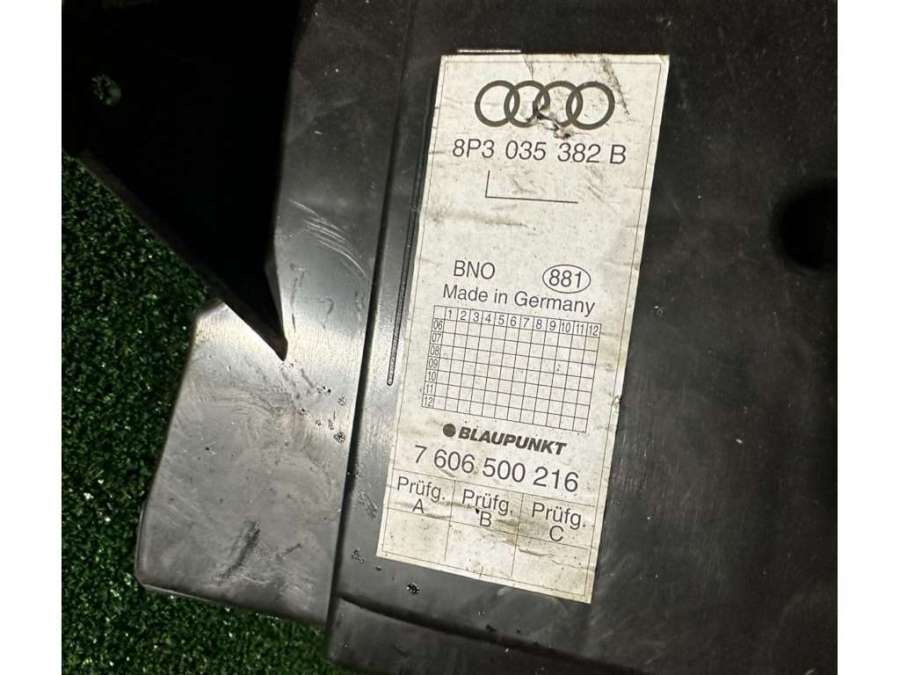 8P3 035 382 B
BNO 881
Made in Germany
1 2 3 4 5 6 7 8 9 10 11 12
06
07
08
09
10
11
12
BLAUPUNKT
7 606 500 216
Prüfg. A Prüfg. B Prüfg. C